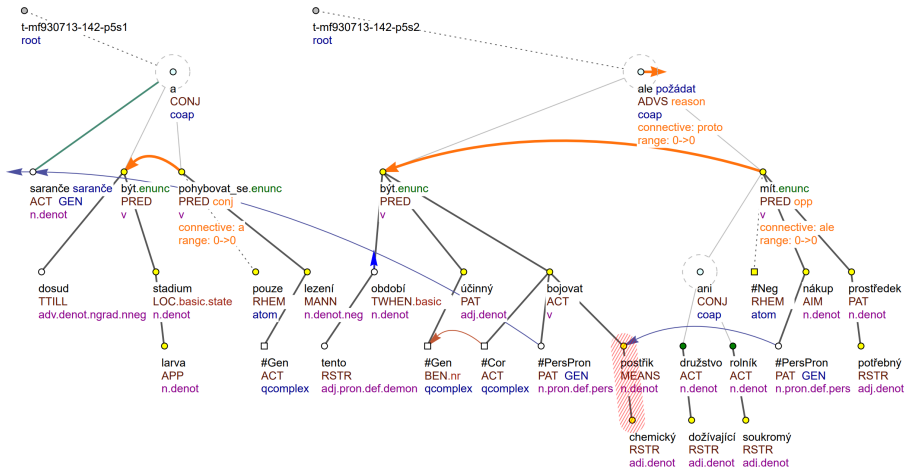 t-mf930713-142-p5s1
root
t-mf930713-142-p5s2
root
a
CONJ
coap
ale požádat
ADVS reason
coap
connective: proto
range: 0->0
saranče saranče
ACT GEN
n.denot
být.enunc
PRED
v
pohybovat_se.enunc
PRED conj
v
connective: a
range: 0->0
být.enunc
PRED
v
mít.enunc
PRED opp
v
connective: ale
range: 0->0
dosud
TTILL
adv.denot.ngrad.nneg
stadium
LOC.basic.state
n.denot
pouze
RHEM
atom
lezení
MANN
n.denot.neg
období
TWHEN.basic
n.denot
účinný
PAT
adj.denot
bojovat
ACT
v
ani
CONJ
coap
#Neg
RHEM
atom
nákup
AIM
n.denot
prostředek
PAT
n.denot
larva
APP
n.denot
#Gen
ACT
qcomplex
tento
RSTR
adj.pron.def.demon
#Gen
BEN.nr
qcomplex
#Cor
ACT
qcomplex
#PersPron
PAT GEN
n.pron.def.pers
postřik
MEANS
n.denot
družstvo
ACT
n.denot
rolník
ACT
n.denot
#PersPron
PAT GEN
n.pron.def.pers
potřebný
RSTR
adj.denot
chemický
RSTR
adj.denot
dožívající
RSTR
adj.denot
soukromý
RSTR
adj.denot